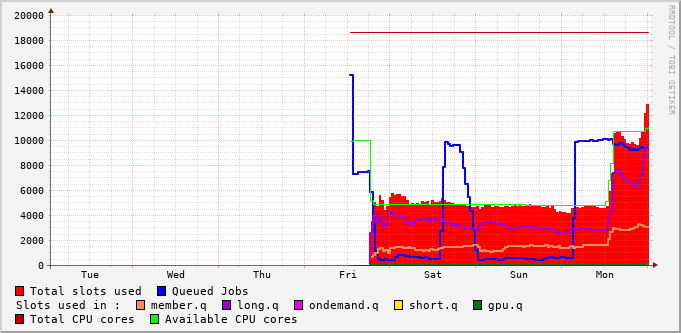 20000
18000
16000
14000
12000
10000
8000
6000
4000
2000
0
Tue Wed Thu Fri Sat Sun Mon
Total slots used Queued Jobs
Slots used in : member.q long.q ondemand.q short.q gpu.q
Total CPU cores Available CPU cores
RRDTOOL / TOBI OETIKER